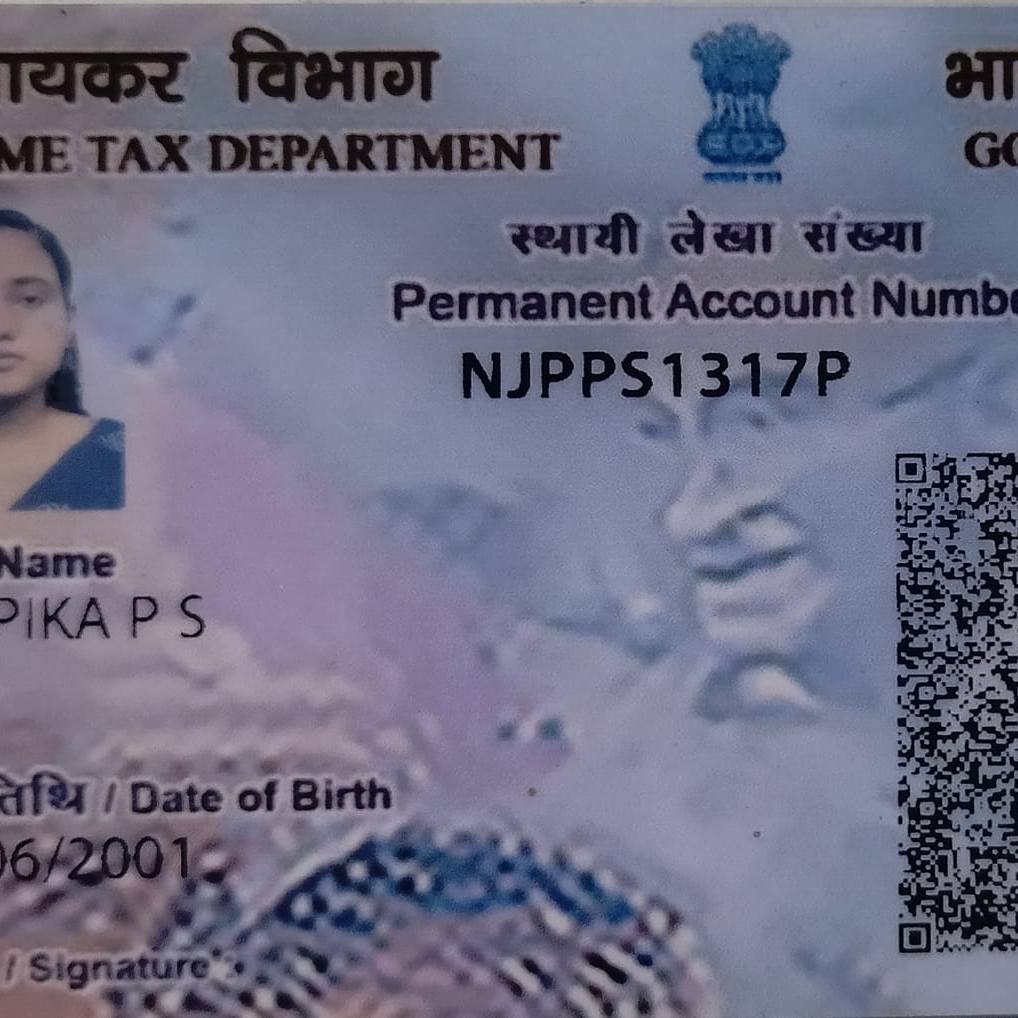 ायकर विभाग
भा
ME TAX DEPARTMENT
GO
स्थायी लेखा संख्या
Permanent Account Numbe
NJPPS1317P
Name
PIKA P S
तिथि / Date of Birth
06/2001
/ Signature